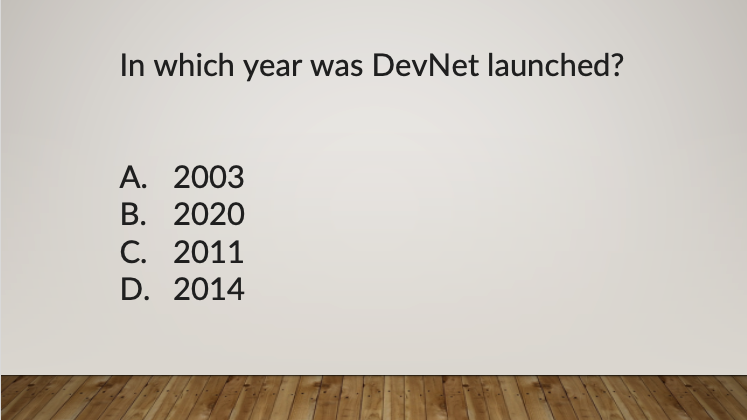 In which year was DevNet launched?
A. 2003
B. 2020
C. 2011
D. 2014